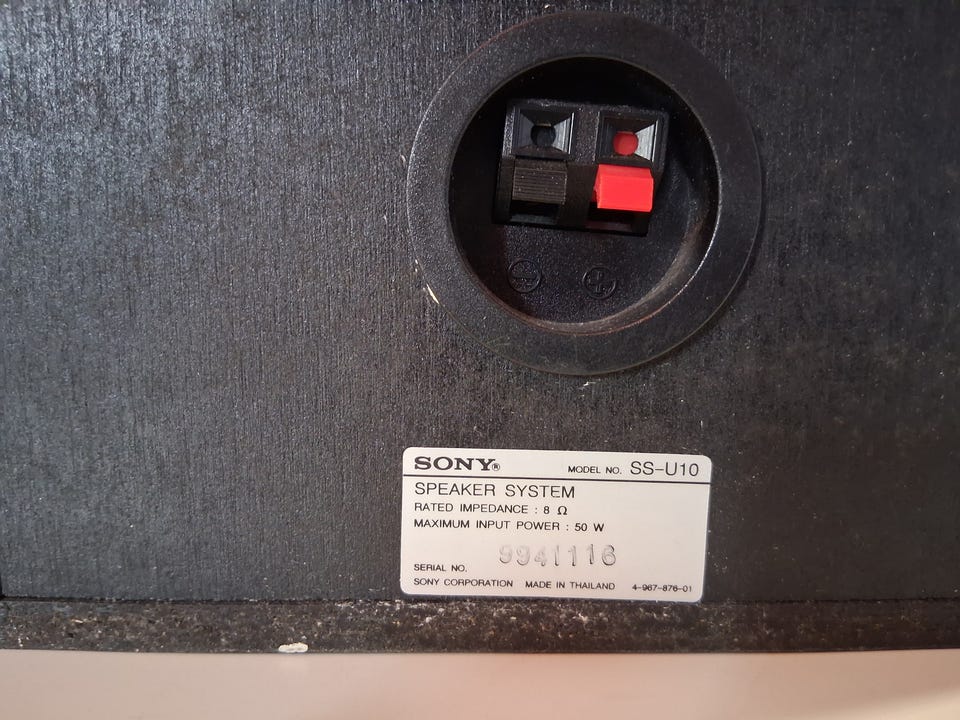 SONY® MODEL NO. SS-U10
SPEAKER SYSTEM
RATED IMPEDANCE : 8 Ω
MAXIMUM INPUT POWER : 50 W
SERIAL NO. 9941116
SONY CORPORATION MADE IN THAILAND 4-967-876-01